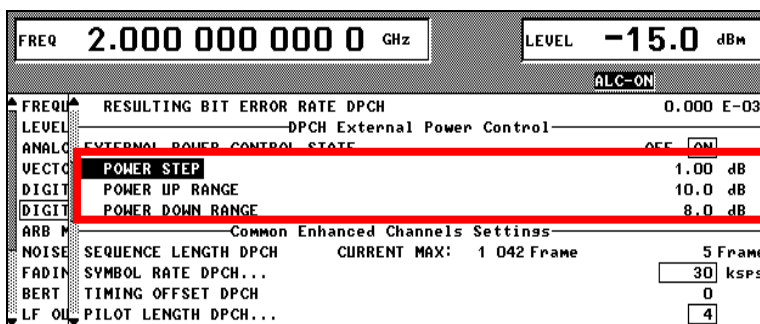 FREQ 2.000 000 000 0 GHz LEVEL -15.0 dBm
ALC-ON
FREQU RESULTING BIT ERROR RATE DPCH 0.000 E-03
LEVEL DPCH External Power Control
ANALO EXTERNAL POWER CONTROL STATE OFF ON
VECTO POWER STEP 1.00 dB
DIGIT POWER UP RANGE 10.0 dB
DIGIT POWER DOWN RANGE 8.0 dB
ARB M Common Enhanced Channels Settings
NOISE SEQUENCE LENGTH DPCH CURRENT MAX: 1 042 Frame 5 Frame
FADIN SYMBOL RATE DPCH... 30 ksps
BERT TIMING OFFSET DPCH 0
LF OU PILOT LENGTH DPCH... 4